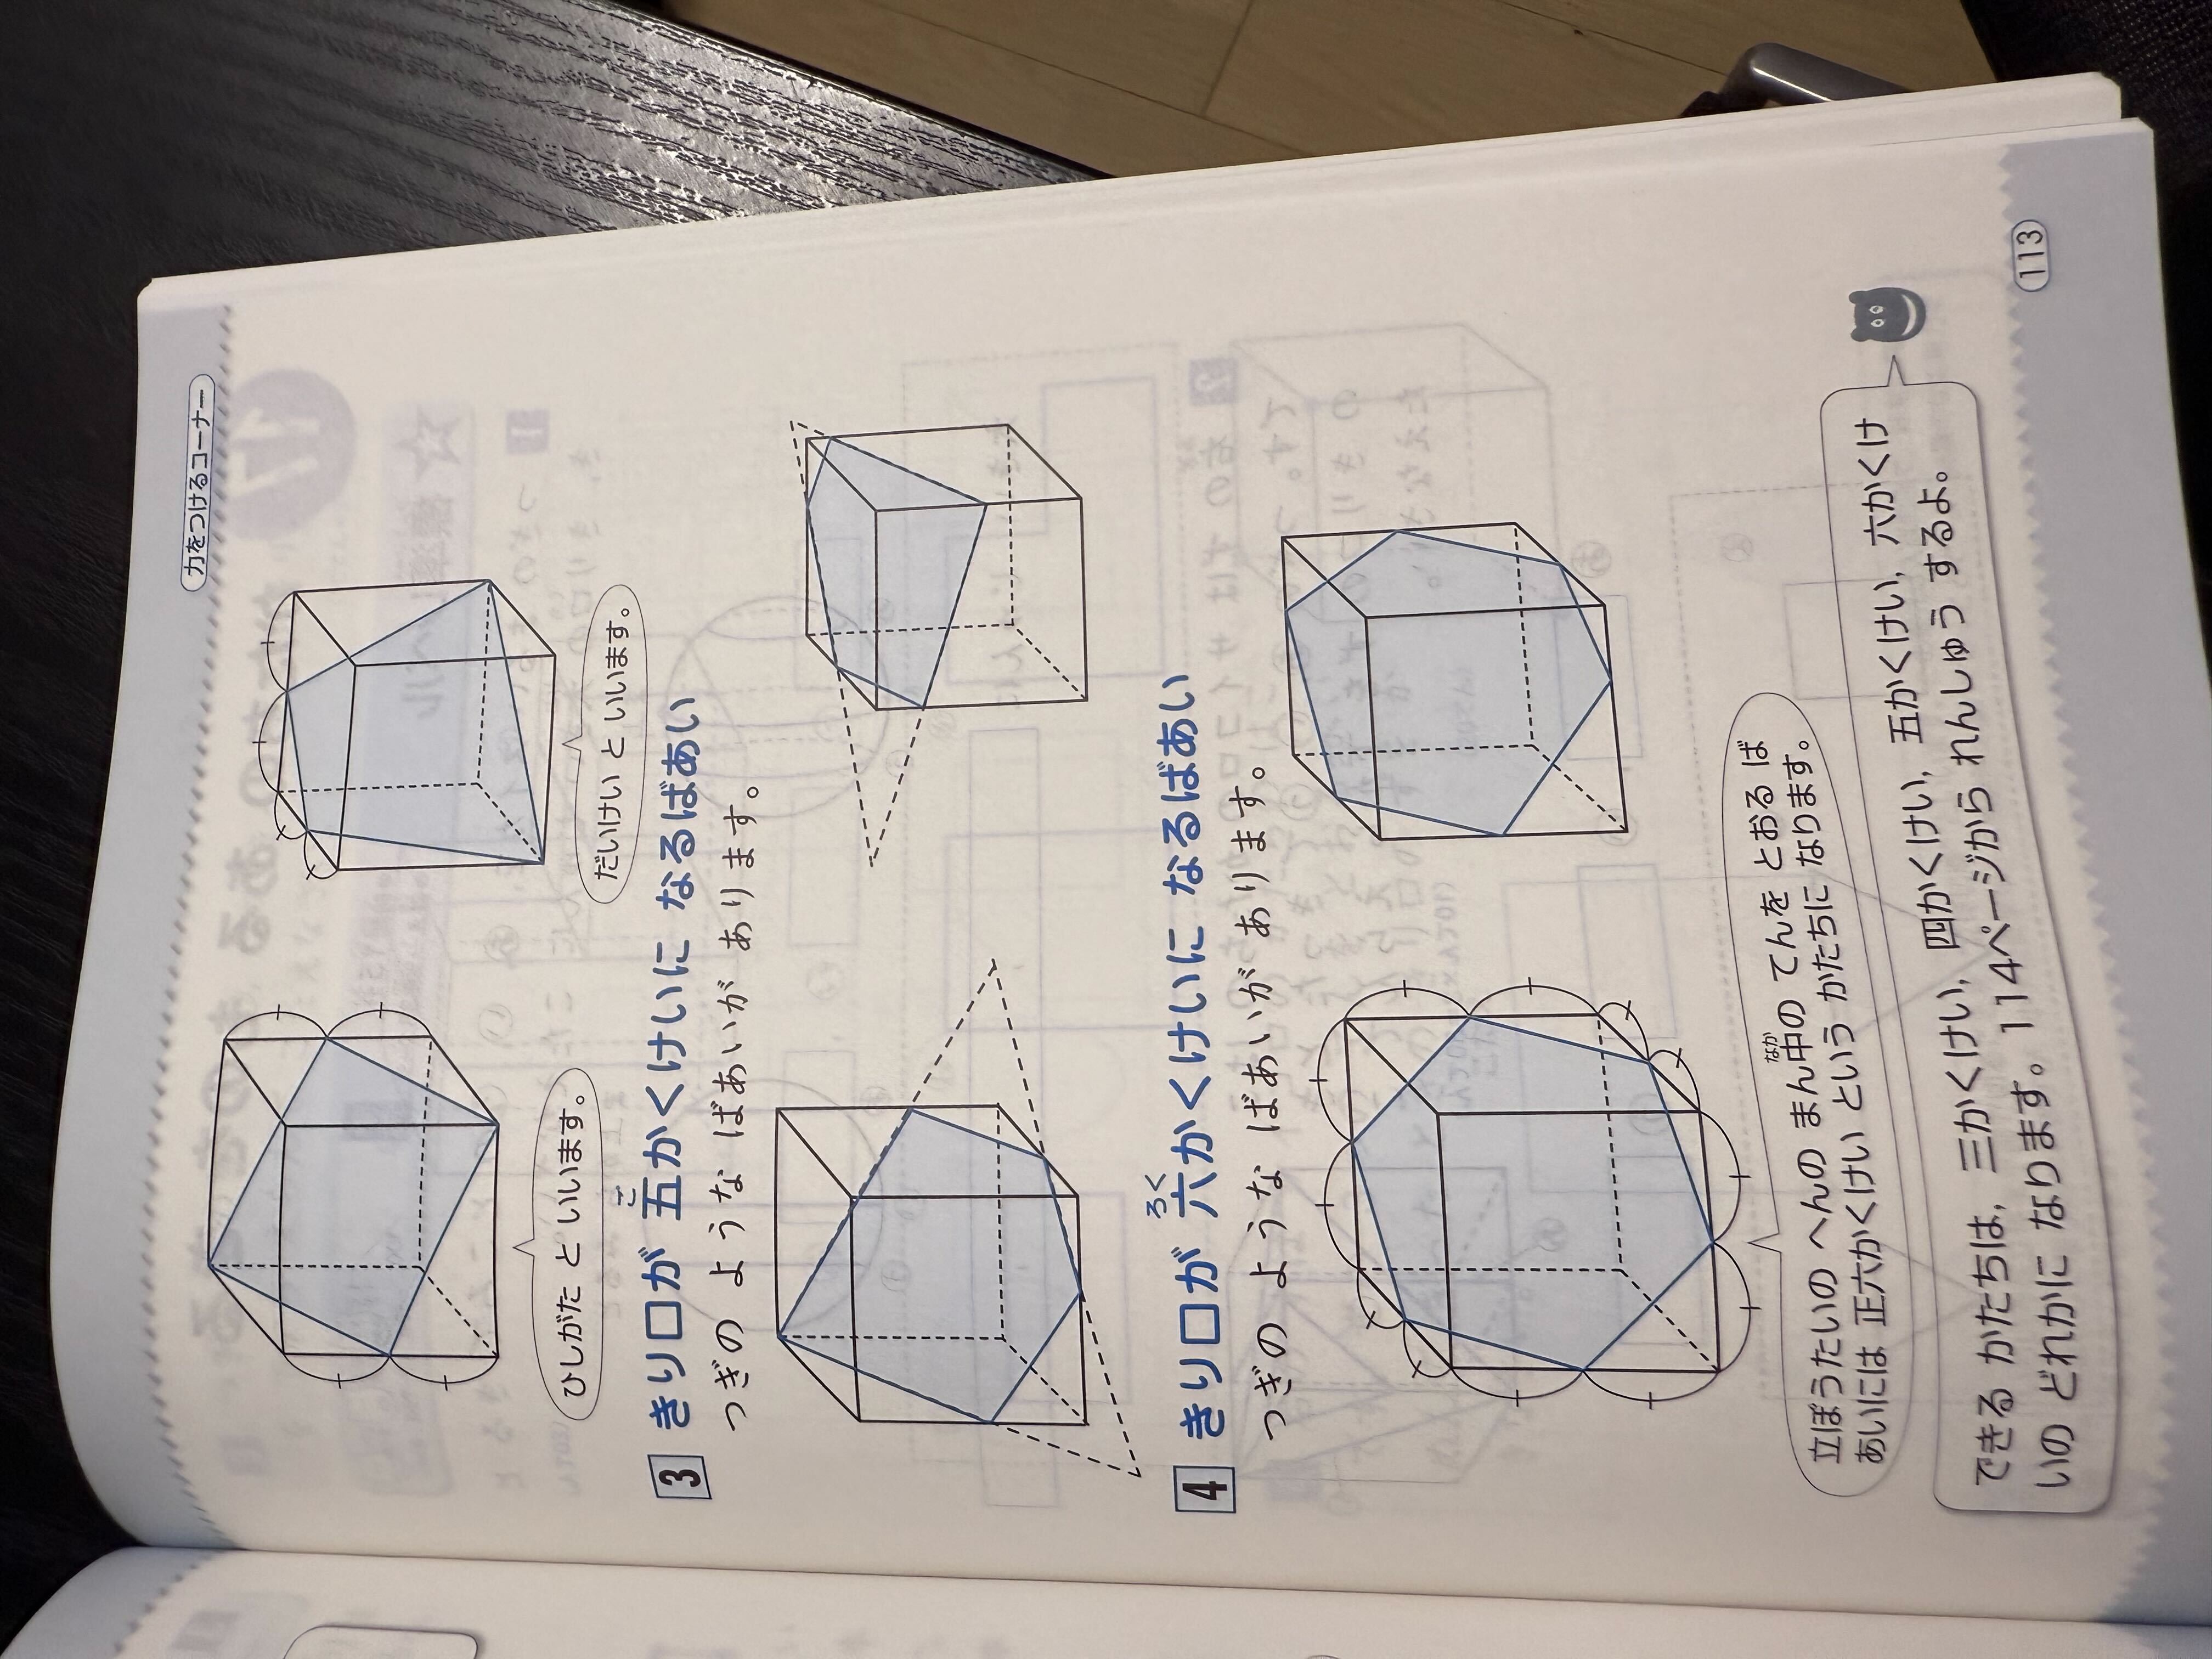 力をつけるコーナー
ひしがた と いいます。
だいけい と いいます。
3 きり口が 五かくけいに なるばあい
ご
つぎの ような ばあいが あります。
4 きり口が 六かくけいに なるばあい
ろく
つぎの ような ばあいが あります。
立ぼうたいの へんの まん中の てんを とおる ば
なか
あいには 正六かくけい という かたちに なります。
できる かたちは, 三かくけい, 四かくけい, 五かくけい, 六かくけ
いの どれかに なります。 114ページから れんしゅう するよ。
113